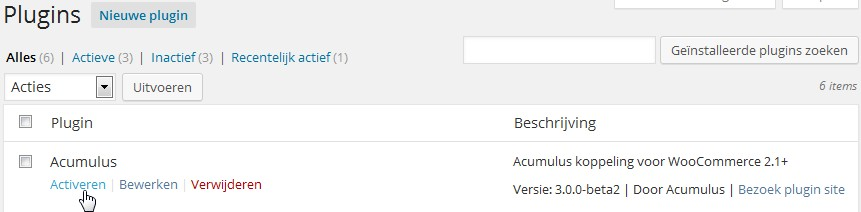 Plugins Nieuwe plugin
Alles (6) | Actieve (3) | Inactief (3) | Recentelijk actief (1)
Geïnstalleerde plugins zoeken
Acties Uitvoeren
6 items
Plugin Beschrijving
Acumulus Acumulus koppeling voor WooCommerce 2.1+
Activeren | Bewerken | Verwijderen Versie: 3.0.0-beta2 | Door Acumulus | Bezoek plugin site